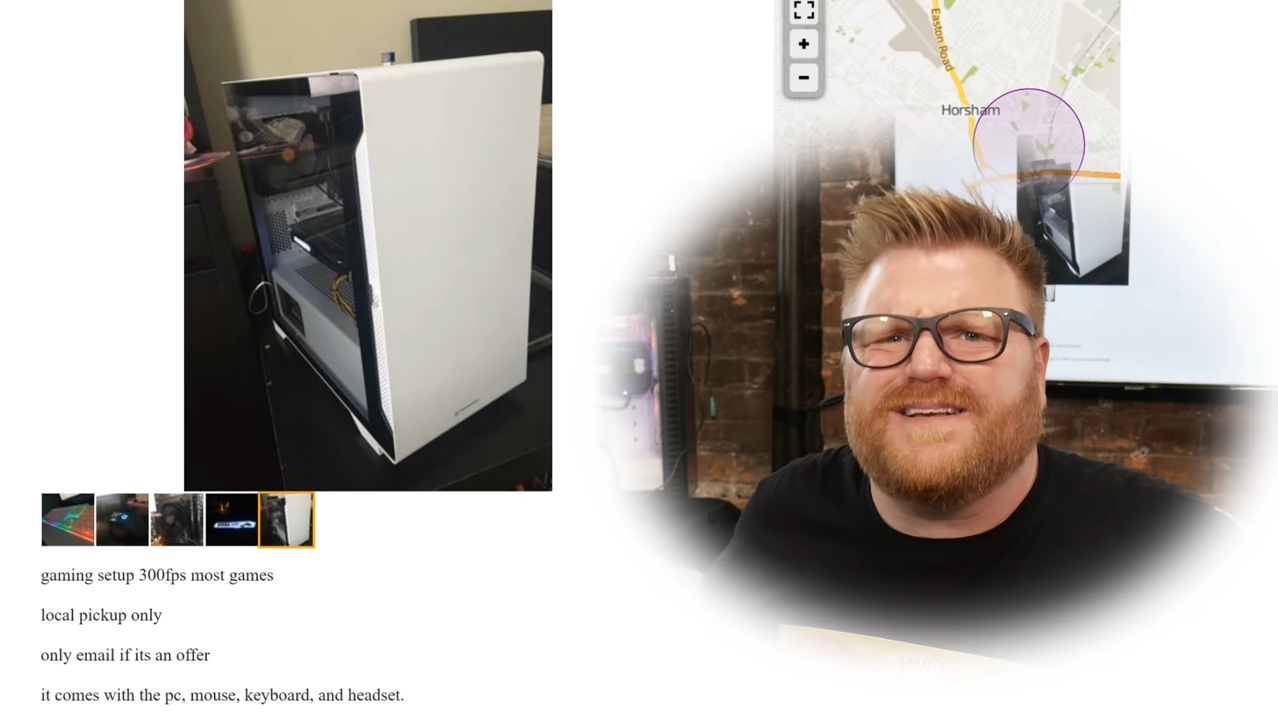 Easton Road
Horsham
gaming setup 300fps most games
local pickup only
only email if its an offer
it comes with the pc, mouse, keyboard, and headset.